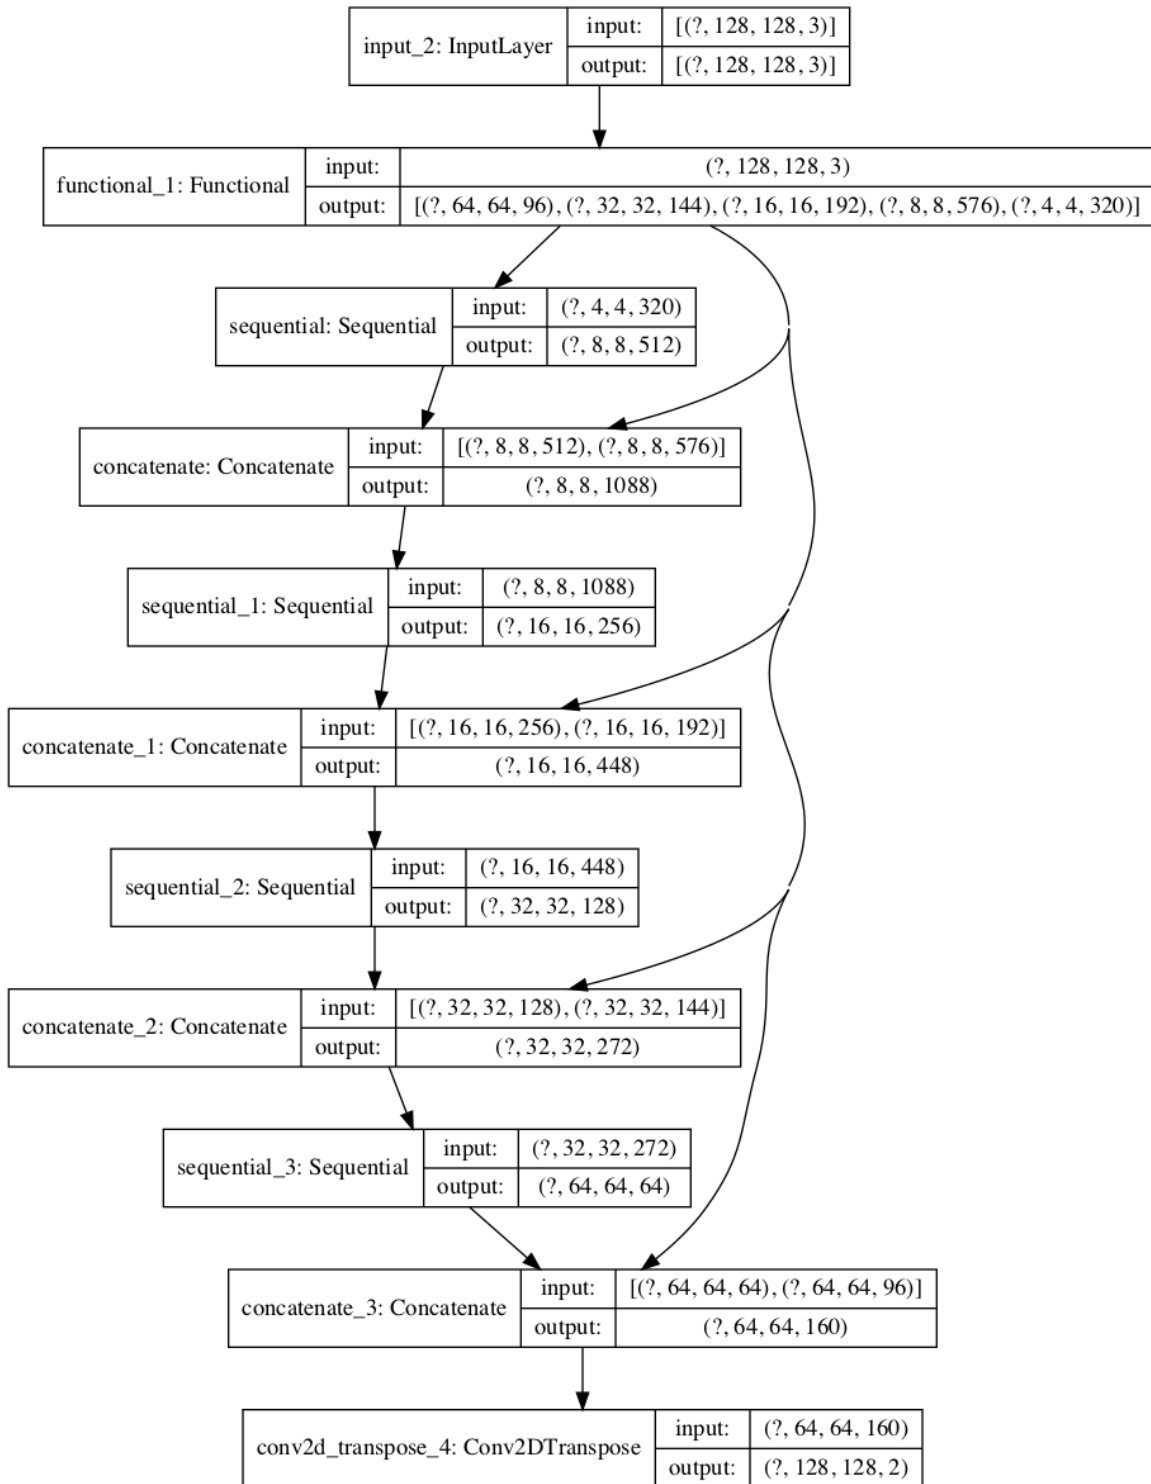 input_2: InputLayer
input: [(?, 128, 128, 3)]
output: [(?, 128, 128, 3)]
functional_1: Functional
input: (?, 128, 128, 3)
output: [(?, 64, 64, 96), (?, 32, 32, 144), (?, 16, 16, 192), (?, 8, 8, 576), (?, 4, 4, 320)]
sequential: Sequential
input: (?, 4, 4, 320)
output: (?, 8, 8, 512)
concatenate: Concatenate
input: [(?, 8, 8, 512), (?, 8, 8, 576)]
output: (?, 8, 8, 1088)
sequential_1: Sequential
input: (?, 8, 8, 1088)
output: (?, 16, 16, 256)
concatenate_1: Concatenate
input: [(?, 16, 16, 256), (?, 16, 16, 192)]
output: (?, 16, 16, 448)
sequential_2: Sequential
input: (?, 16, 16, 448)
output: (?, 32, 32, 128)
concatenate_2: Concatenate
input: [(?, 32, 32, 128), (?, 32, 32, 144)]
output: (?, 32, 32, 272)
sequential_3: Sequential
input: (?, 32, 32, 272)
output: (?, 64, 64, 64)
concatenate_3: Concatenate
input: [(?, 64, 64, 64), (?, 64, 64, 96)]
output: (?, 64, 64, 160)
conv2d_transpose_4: Conv2DTranspose
input: (?, 64, 64, 160)
output: (?, 128, 128, 2)